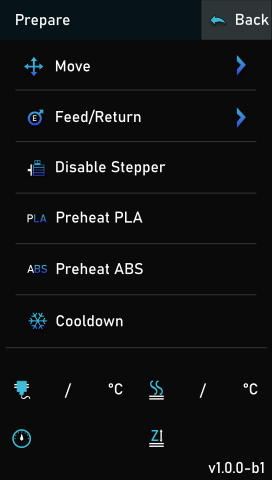 Prepare
Back
Move
E Feed/Return
Disable Stepper
PLA Preheat PLA
ABS Preheat ABS
Cooldown
/ °C / °C
Z
v1.0.0-b1